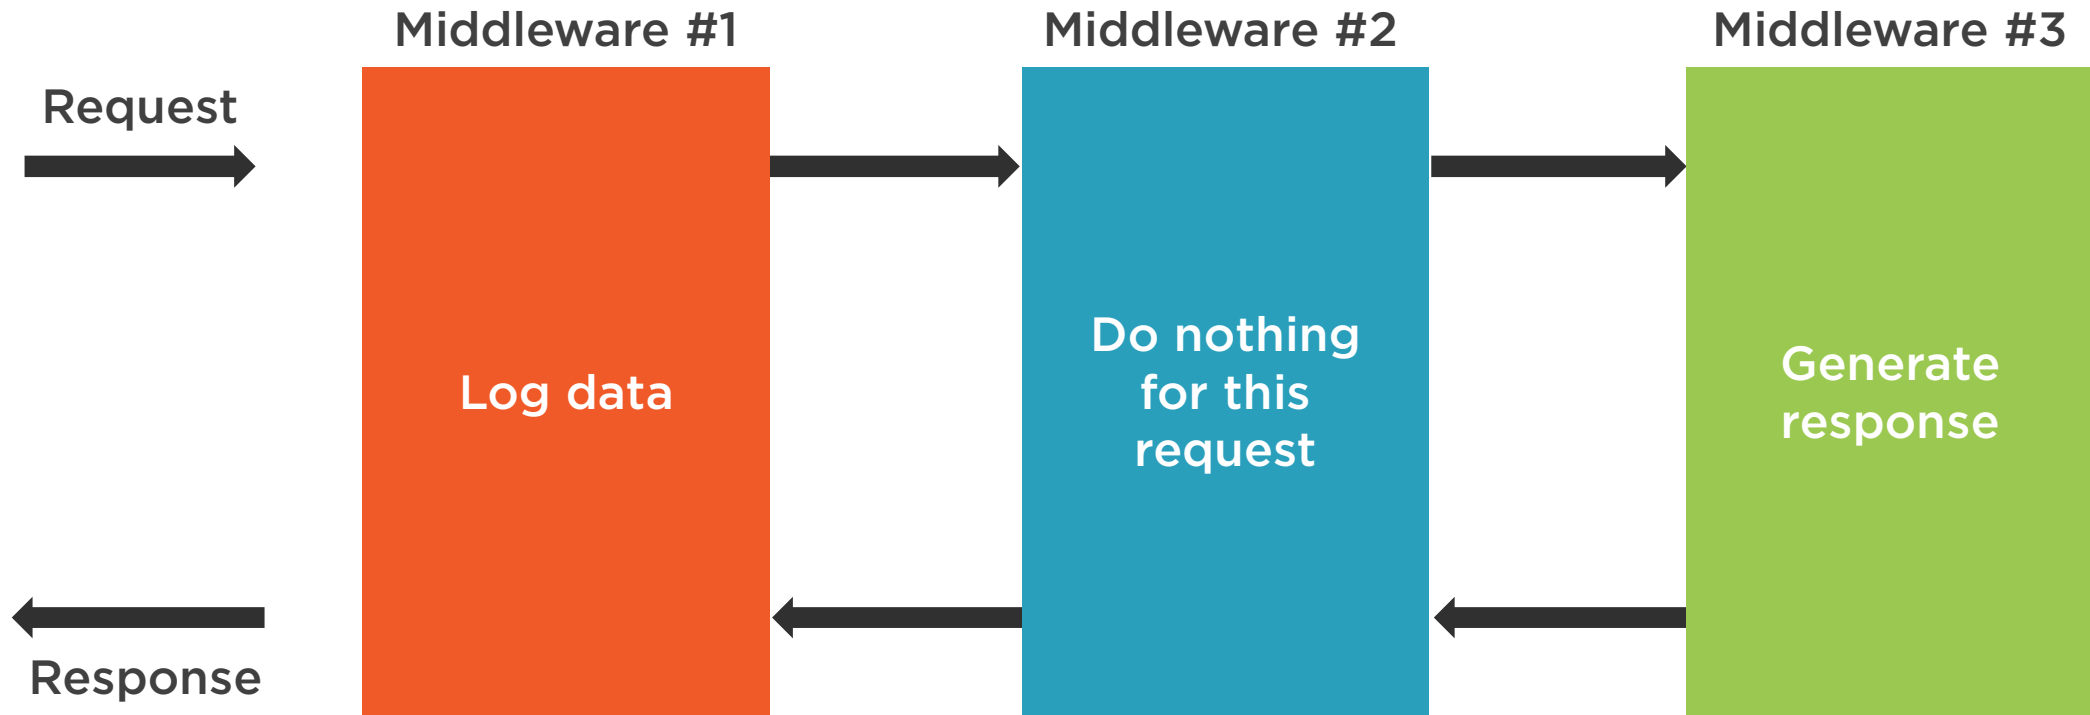 Middleware #1
Middleware #2
Middleware #3
Request
Log data
Do nothing
for this
request
Generate
response
Response